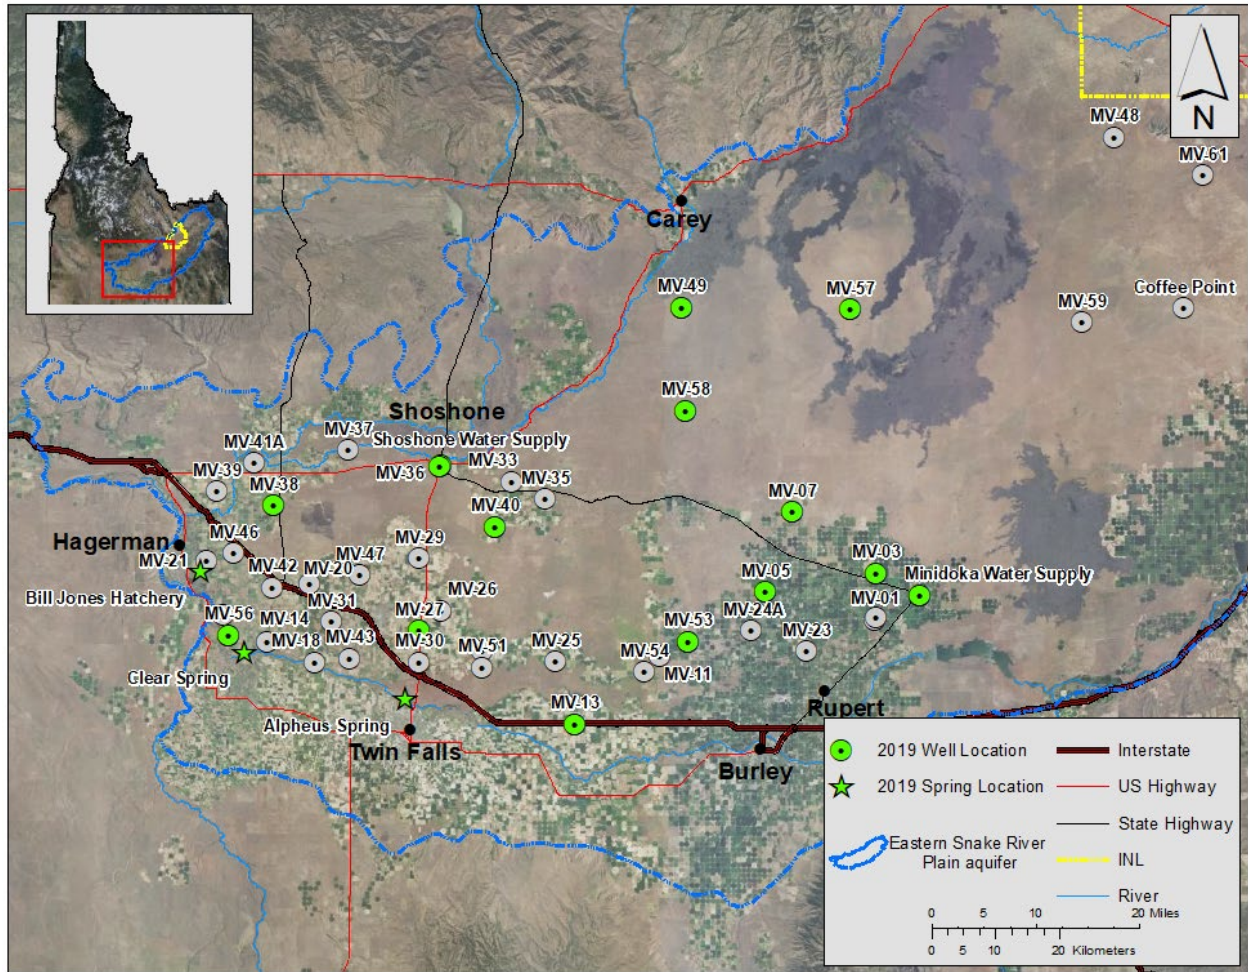 N
MV-48
MV-61
Carey
MV-49
MV-57
Coffee Point
MV-59
MV-58
Shoshone
MV-37
Shoshone Water Supply
MV-41A
MV-33
MV-36
MV-39
MV-35
MV-38
MV-07
MV-40
Hagerman
MV-46
MV-29
MV-21
MV-42
MV-47
MV-20
MV-03
Minidoka Water Supply
MV-05
Bill Jones Hatchery
MV-26
MV-01
MV-56
MV-14
MV-31
MV-27
MV-24A
MV-53
MV-23
MV-18
MV-43
MV-30
MV-51
MV-25
MV-54
MV-11
Clear Spring
MV-13
Rupert
Alpheus Spring
Twin Falls
Burley
2019 Well Location
2019 Spring Location
Eastern Snake River
Plain aquifer
Interstate
US Highway
State Highway
INL
River
0 5 10 20 Miles
0 5 10 20 Kilometers